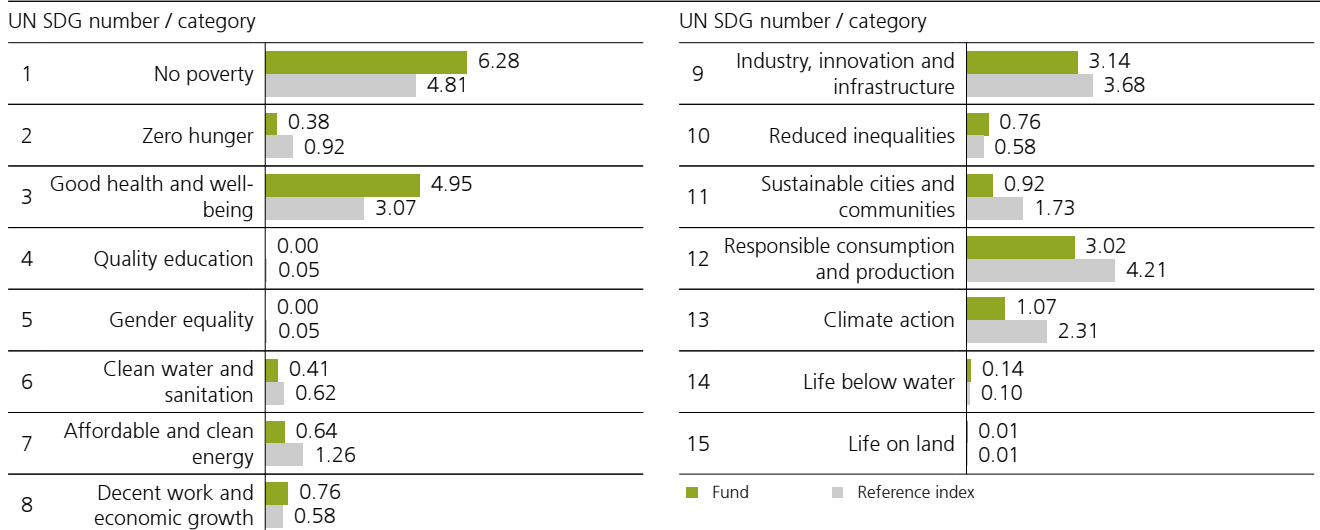 UN SDG number / category
1 No poverty 6.28
4.81
2 Zero hunger 0.38
0.92
3 Good health and well-
being 4.95
3.07
4 Quality education 0.00
0.05
5 Gender equality 0.00
0.05
6 Clean water and
sanitation 0.41
0.62
7 Affordable and clean
energy 0.64
1.26
8 Decent work and
economic growth 0.76
0.58
UN SDG number / category
9 Industry, innovation and
infrastructure 3.14
3.68
10 Reduced inequalities 0.76
0.58
11 Sustainable cities and
communities 0.92
1.73
12 Responsible consumption
and production 3.02
4.21
13 Climate action 1.07
2.31
14 Life below water 0.14
0.10
15 Life on land 0.01
0.01
Fund Reference index